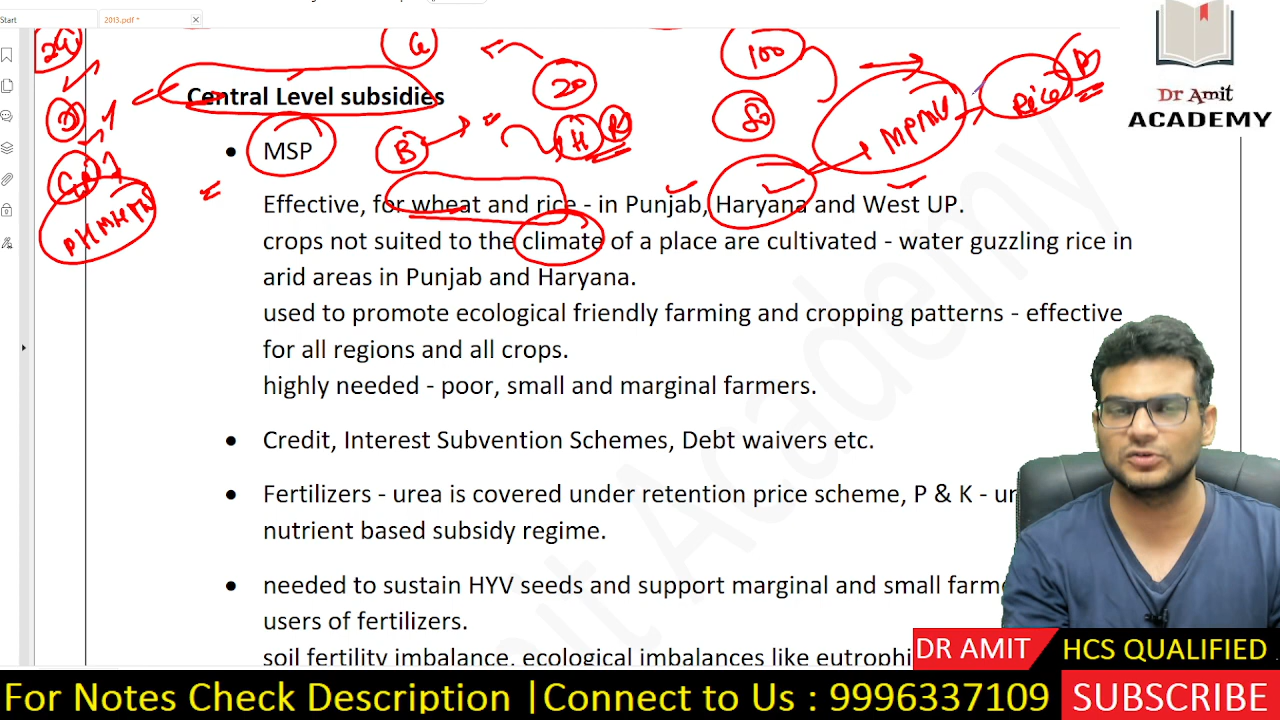 Start
2013.pdf *
24
G
20
100
Rice
P
Dr Amit
ACADEMY
Central Level subsidies
80
MPMKV
B
H
R
• MSP
Effective, for wheat and rice - in Punjab, Haryana and West UP.
crops not suited to the climate of a place are cultivated - water guzzling rice in
arid areas in Punjab and Haryana.
used to promote ecological friendly farming and cropping patterns - effective
for all regions and all crops.
highly needed - poor, small and marginal farmers.
• Credit, Interest Subvention Schemes, Debt waivers etc.
• Fertilizers - urea is covered under retention price scheme, P & K - un
nutrient based subsidy regime.
• needed to sustain HYV seeds and support marginal and small farme
users of fertilizers.
soil fertility imbalance, ecological imbalances like eutrophi
DR AMIT HCS QUALIFIED
For Notes Check Description |Connect to Us : 9996337109 SUBSCRIBE